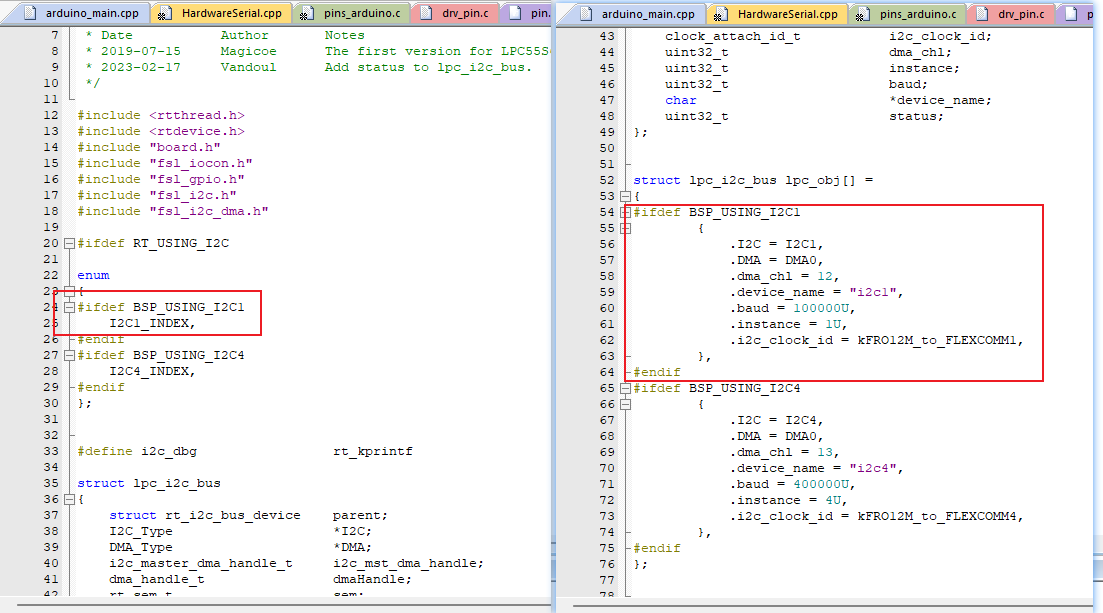 arduino_main.cpp HardwareSerial.cpp pins_arduino.c drv_pin.c pin.
7 * Date Author Notes
8 * 2019-07-15 Magicoe The first version for LPC55S
9 * 2023-02-17 Vandoul Add status to lpc_i2c_bus.
10 */
11
12 #include <rtthread.h>
13 #include <rtdevice.h>
14 #include "board.h"
15 #include "fsl_iocon.h"
16 #include "fsl_gpio.h"
17 #include "fsl_i2c.h"
18 #include "fsl_i2c_dma.h"
19
20 #ifdef RT_USING_I2C
21
22 enum
23 {
24 #ifdef BSP_USING_I2C1
25 I2C1_INDEX,
26 #endif
27 #ifdef BSP_USING_I2C4
28 I2C4_INDEX,
29 #endif
30 };
31
32
33 #define i2c_dbg rt_kprintf
34
35 struct lpc_i2c_bus
36 {
37 struct rt_i2c_bus_device parent;
38 I2C_Type *I2C;
39 DMA_Type *DMA;
40 i2c_master_dma_handle_t i2c_mst_dma_handle;
41 dma_handle_t dmaHandle;
42 rt_sem_t sem;
arduino_main.cpp HardwareSerial.cpp pins_arduino.c drv_pin.c p
43 clock_attach_id_t i2c_clock_id;
44 uint32_t dma_chl;
45 uint32_t instance;
46 uint32_t baud;
47 char *device_name;
48 uint32_t status;
49 };
50
51
52 struct lpc_i2c_bus lpc_obj[] =
53 {
54 #ifdef BSP_USING_I2C1
55 {
56 .I2C = I2C1,
57 .DMA = DMA0,
58 .dma_chl = 12,
59 .device_name = "i2c1",
60 .baud = 100000U,
61 .instance = 1U,
62 .i2c_clock_id = kFRO12M_to_FLEXCOMM1,
63 },
64 #endif
65 #ifdef BSP_USING_I2C4
66 {
67 .I2C = I2C4,
68 .DMA = DMA0,
69 .dma_chl = 13,
70 .device_name = "i2c4",
71 .baud = 400000U,
72 .instance = 4U,
73 .i2c_clock_id = kFRO12M_to_FLEXCOMM4,
74 },
75 #endif
76 };
77
78